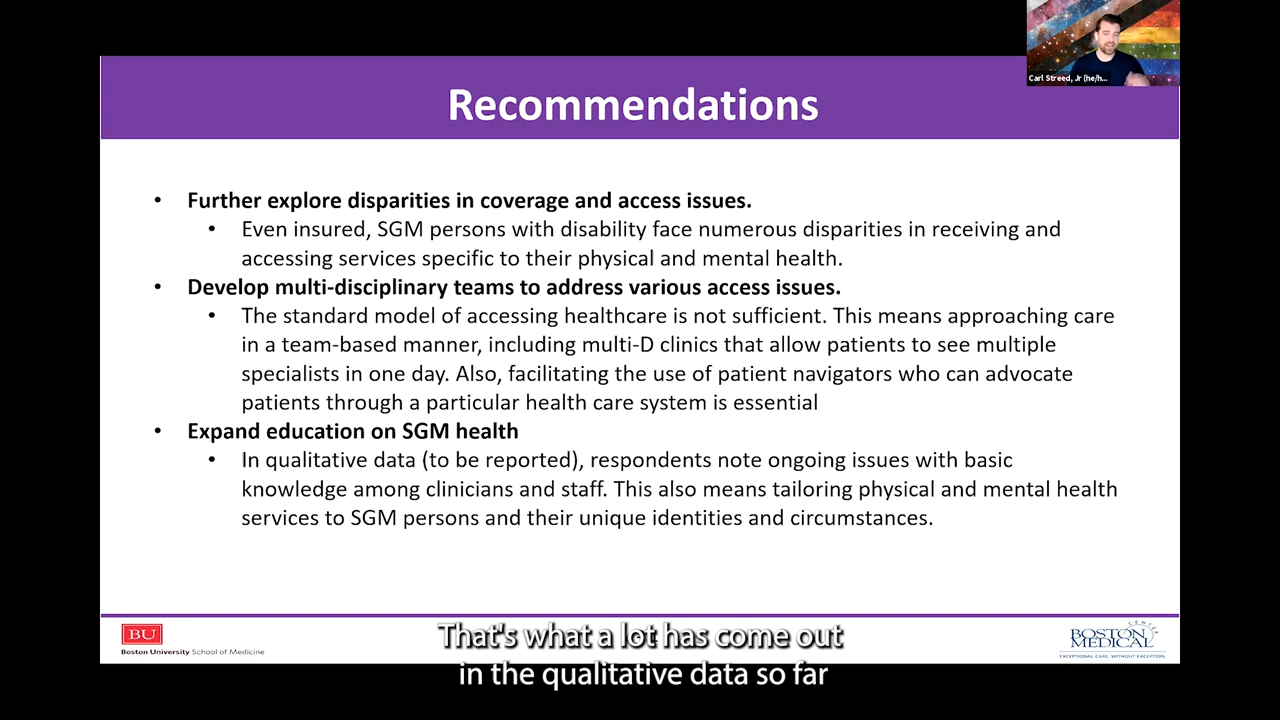 Carl Streed, Jr (he/h...
Recommendations
• Further explore disparities in coverage and access issues.
• Even insured, SGM persons with disability face numerous disparities in receiving and
accessing services specific to their physical and mental health.
• Develop multi-disciplinary teams to address various access issues.
• The standard model of accessing healthcare is not sufficient. This means approaching care
in a team-based manner, including multi-D clinics that allow patients to see multiple
specialists in one day. Also, facilitating the use of patient navigators who can advocate
patients through a particular health care system is essential
• Expand education on SGM health
• In qualitative data (to be reported), respondents note ongoing issues with basic
knowledge among clinicians and staff. This also means tailoring physical and mental health
services to SGM persons and their unique identities and circumstances.
BU
Boston University School of Medicine
BOSTON
MEDICAL
CENTER
EXCEPTIONAL CARE. WITHOUT EXCEPTION.
That's what a lot has come out
in the qualitative data so far